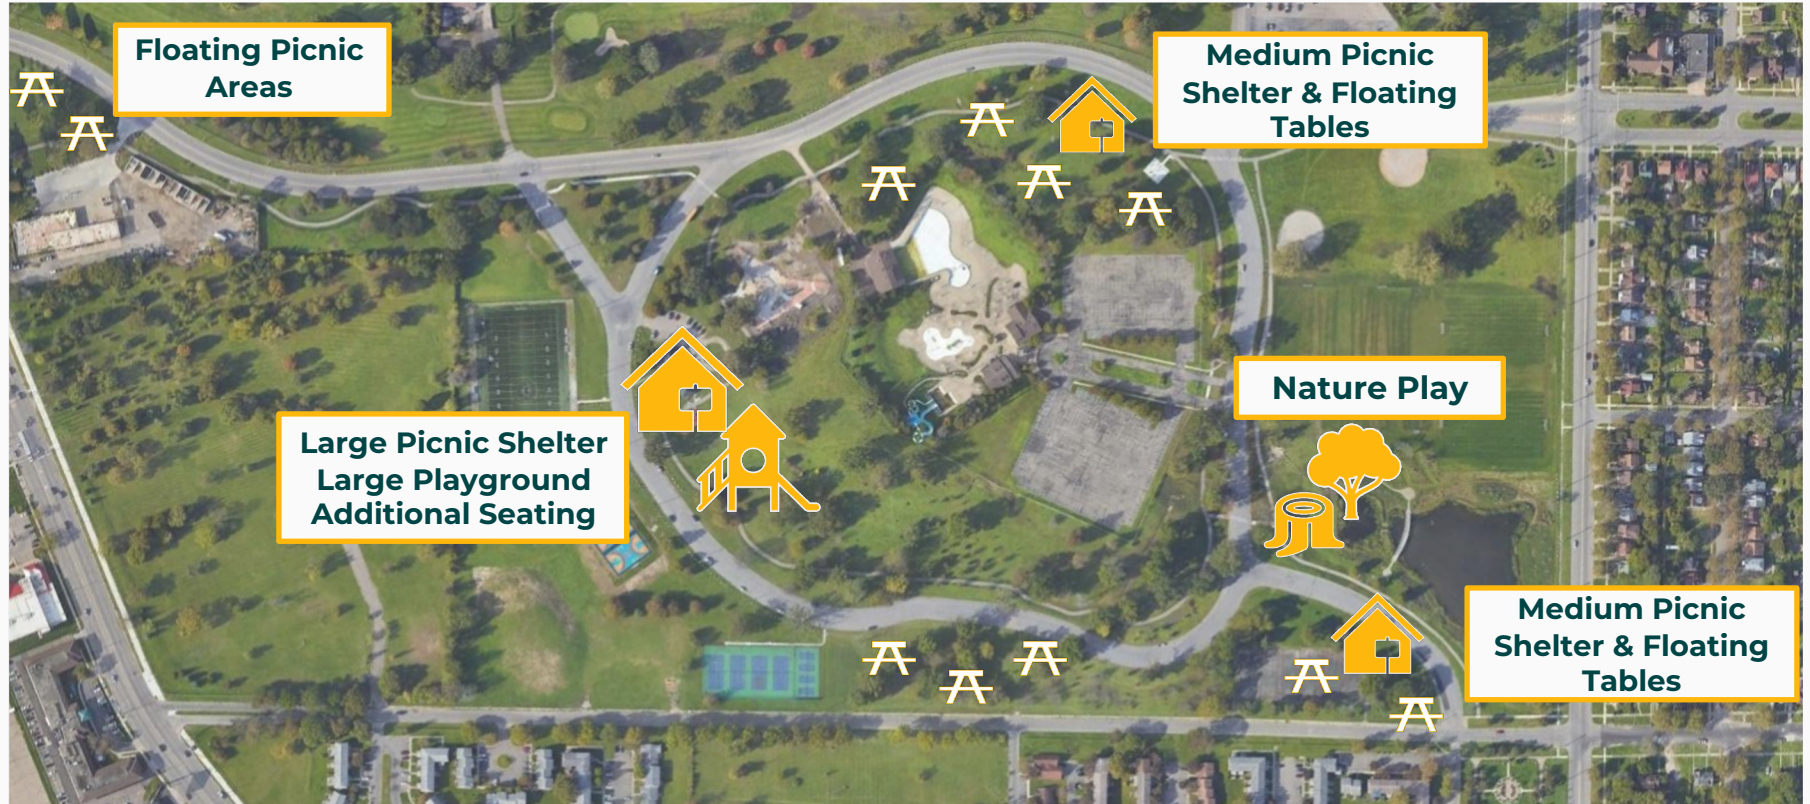 Floating Picnic
Areas
Medium Picnic
Shelter & Floating
Tables
Nature Play
Large Picnic Shelter
Large Playground
Additional Seating
Medium Picnic
Shelter & Floating
Tables